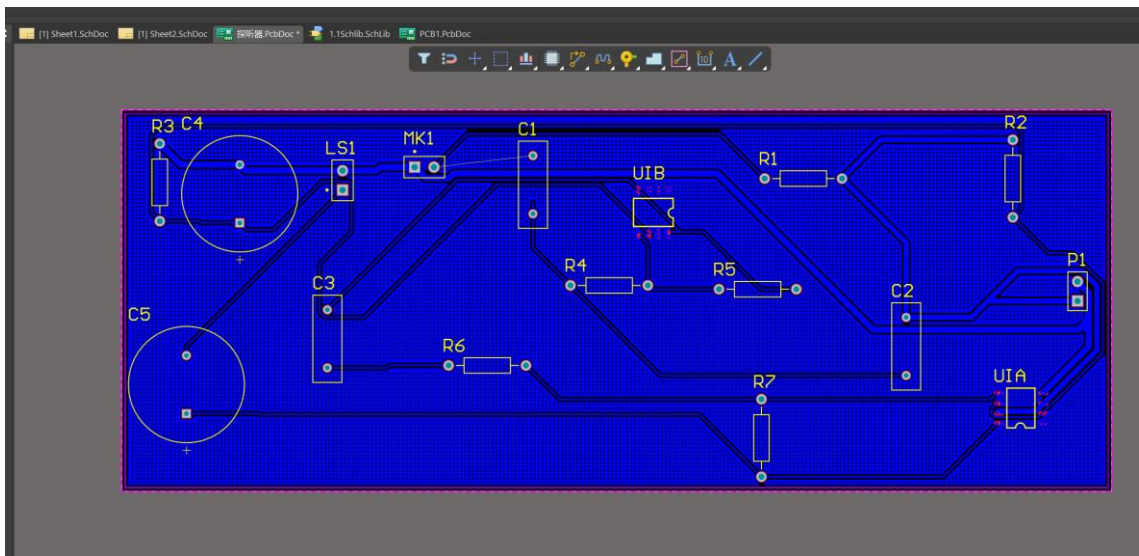 [1] Sheet1.SchDoc [1] Sheet2.SchDoc 探听器.PcbDoc * 1.1Schlib.SchLib PCB1.PcbDoc
R3 C4 LS1 MK1 C1 R2
R1 UIB
R4 R5 P1
C3 C2
C5
R6
R7 UIA